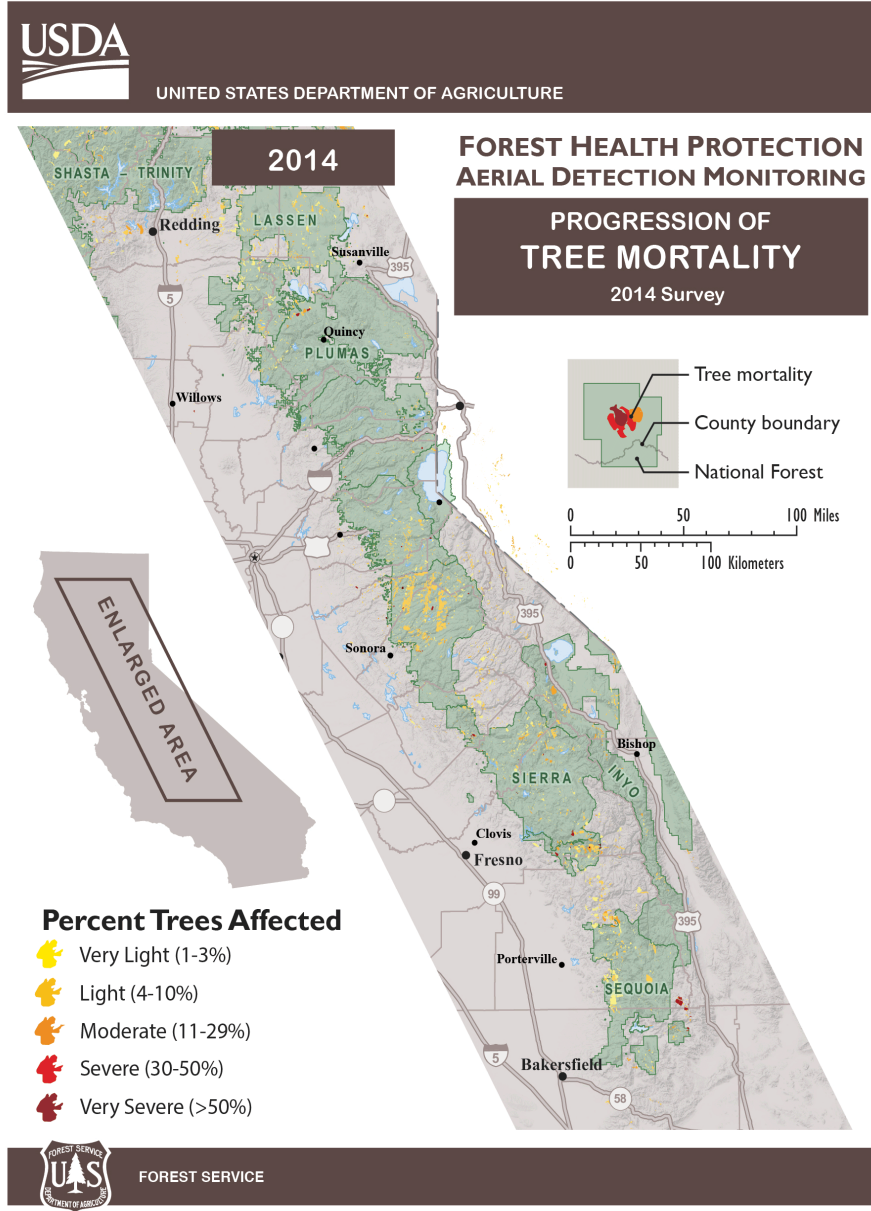 USDA
UNITED STATES DEPARTMENT OF AGRICULTURE
2014
FOREST HEALTH PROTECTION
AERIAL DETECTION MONITORING
PROGRESSION OF
TREE MORTALITY
2014 Survey
SHASTA – TRINITY
LASSEN
Redding
Susanville
395
5
Quincy
PLUMAS
Willows
Tree mortality
County boundary
National Forest
0 50 100 Miles
0 50 100 Kilometers
ENLARGED AREA
395
Sonora
Bishop
SIERRA
INYO
Clovis
Fresno
99
395
Porterville
SEQUOIA
5
Bakersfield
58
Percent Trees Affected
Very Light (1-3%)
Light (4-10%)
Moderate (11-29%)
Severe (30-50%)
Very Severe (>50%)
FOREST SERVICE
U S
DEPARTMENT OF AGRICULTURE
FOREST SERVICE